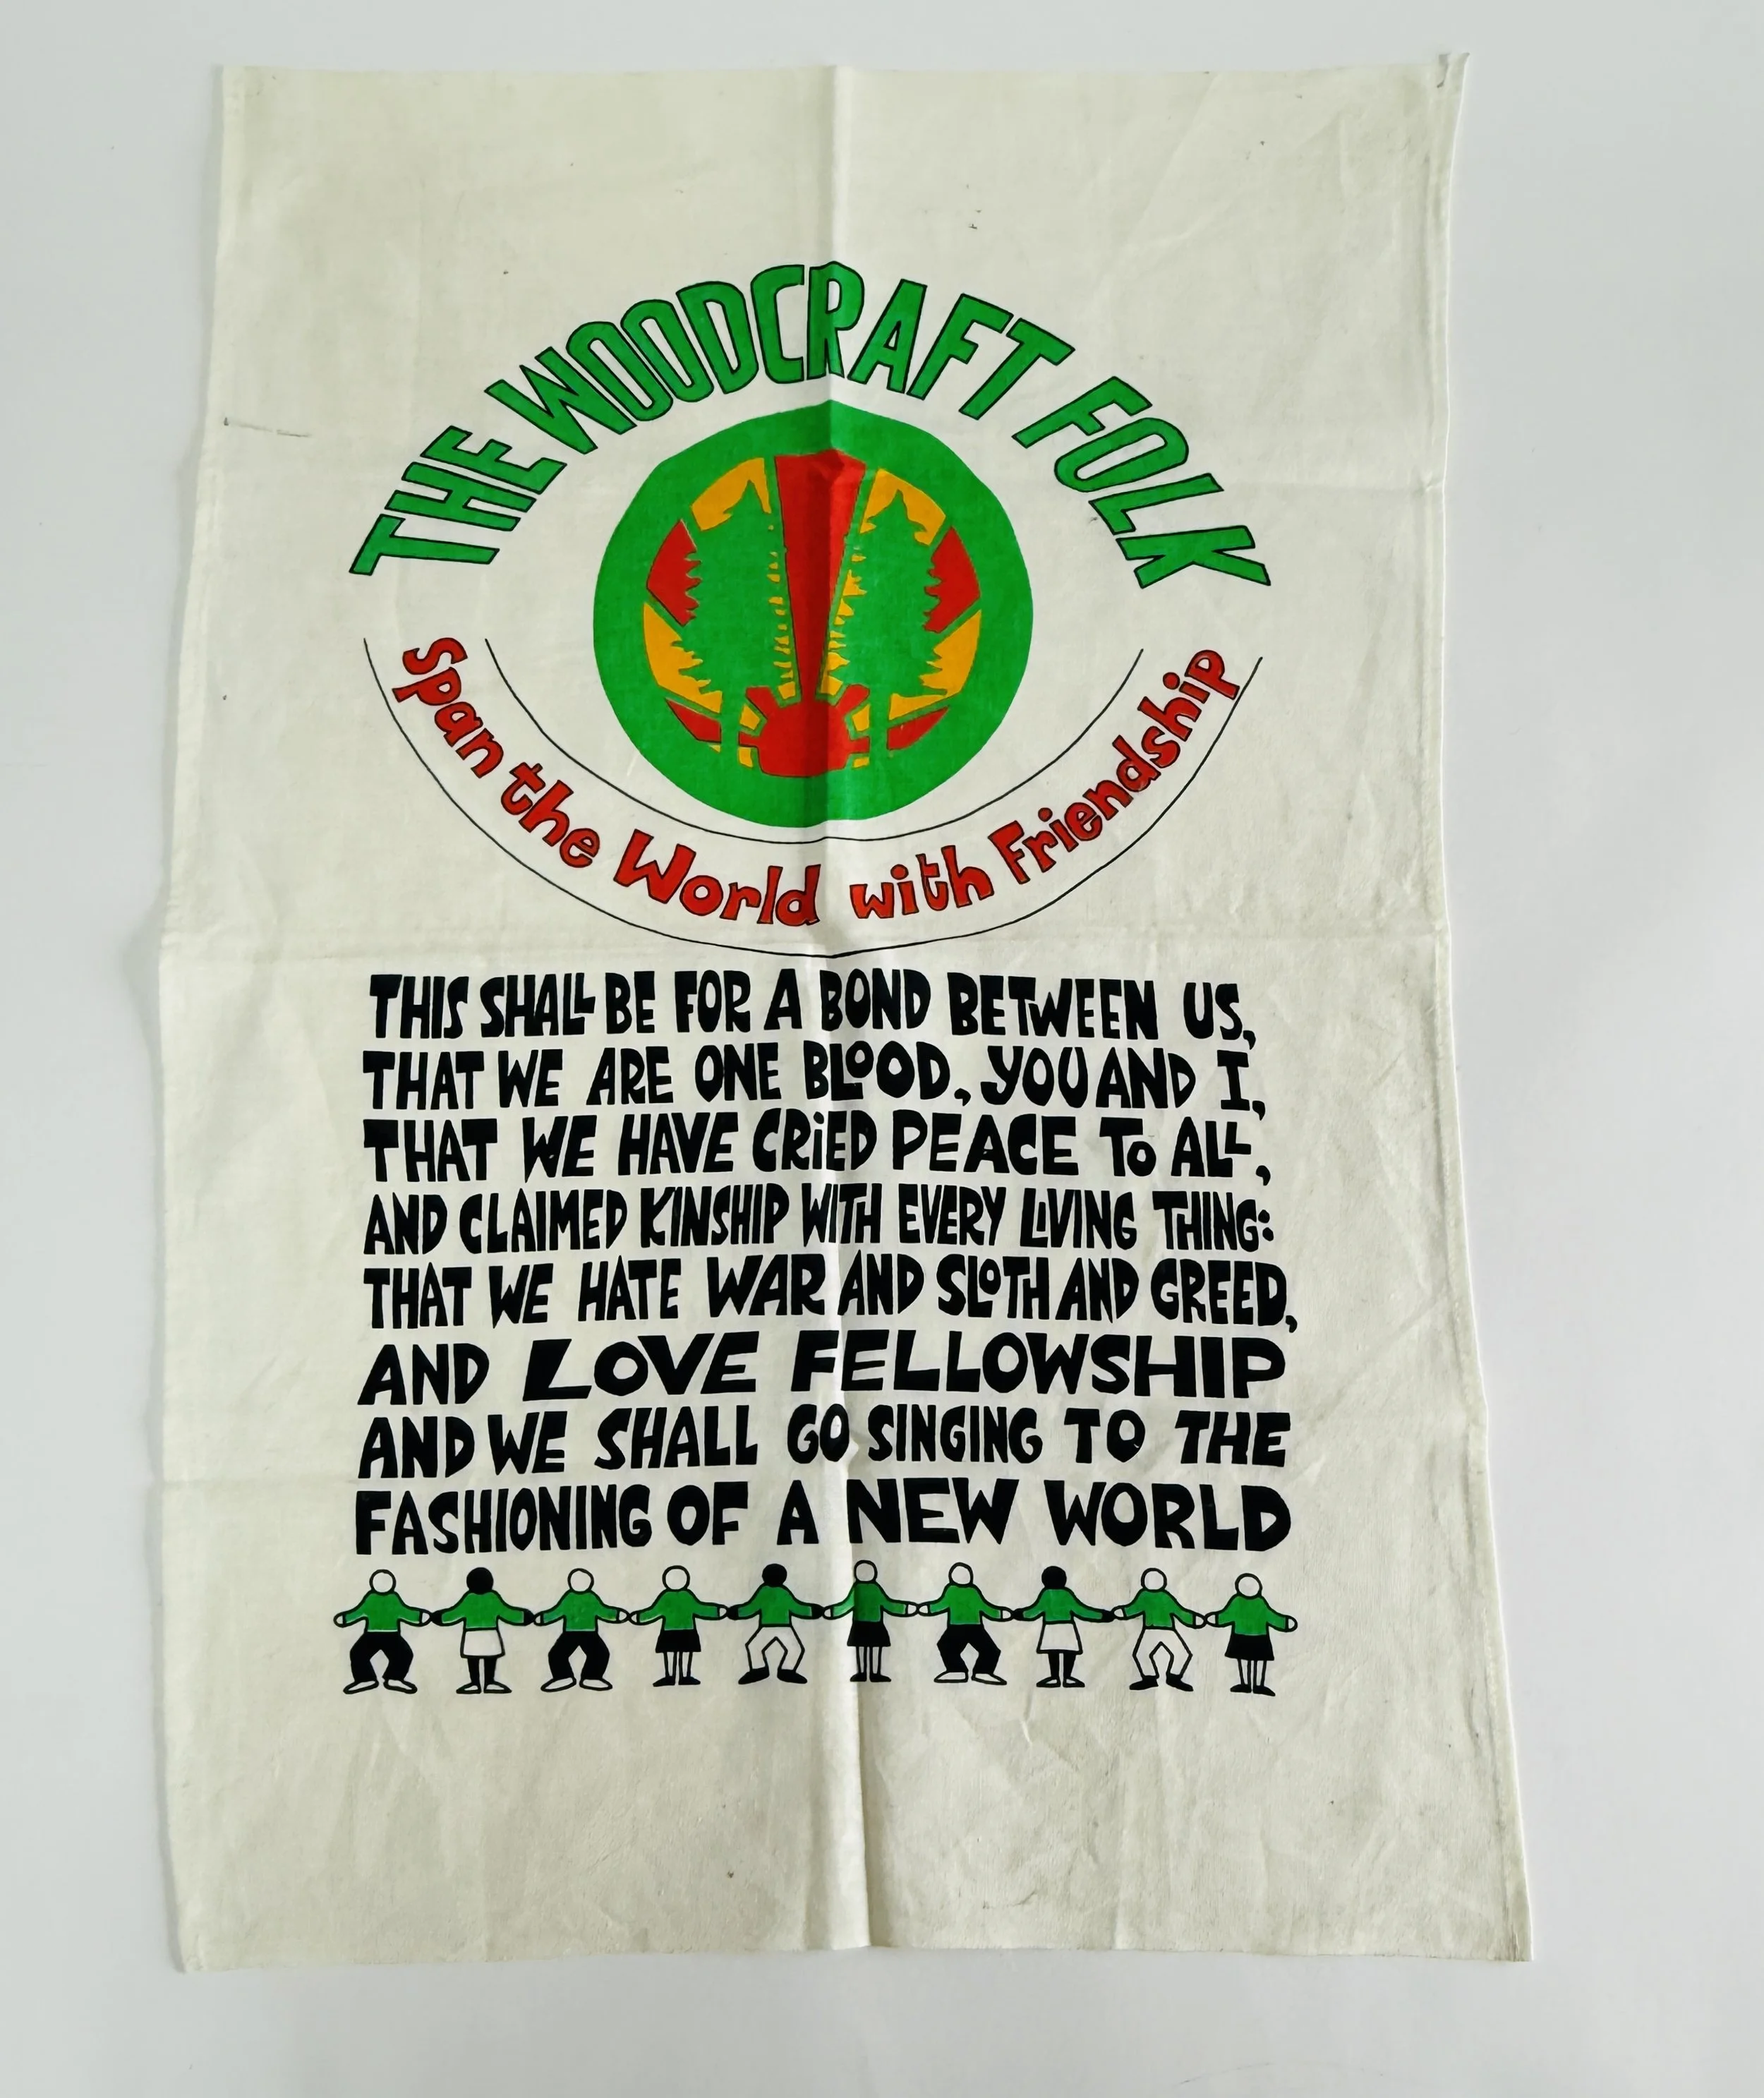 THE WOODCRAFT FOLK
Span the World with Friendship
THIS SHALL BE FOR A BOND BETWEEN US,
THAT WE ARE ONE BLOOD, YOU AND I,
THAT WE HAVE CRiED PEACE To ALL,
AND CLAIMED KINSHIP WITH EVERY LiVING THING:
THAT WE HATE WAR AND SLOTH AND GREED,
AND LOVE FELLOWSHIP
AND WE SHALL GO SINGING TO THE
FASHIONING OF A NEW WORLD